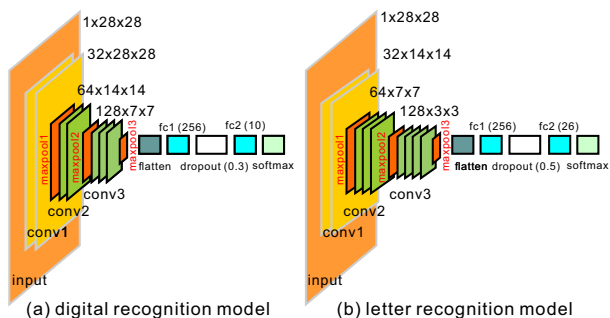 1x28x28
32x28x28
64x14x14
128x7x7
maxpool1
maxpool2
maxpool3
fc1 (256)
fc2 (10)
flatten
dropout (0.3)
softmax
conv3
conv2
conv1
input
(a) digital recognition model
1x28x28
32x14x14
64x7x7
128x3x3
maxpool1
maxpool2
maxpool3
fc1 (256)
fc2 (26)
flatten
dropout (0.5)
softmax
conv3
conv2
conv1
input
(b) letter recognition model